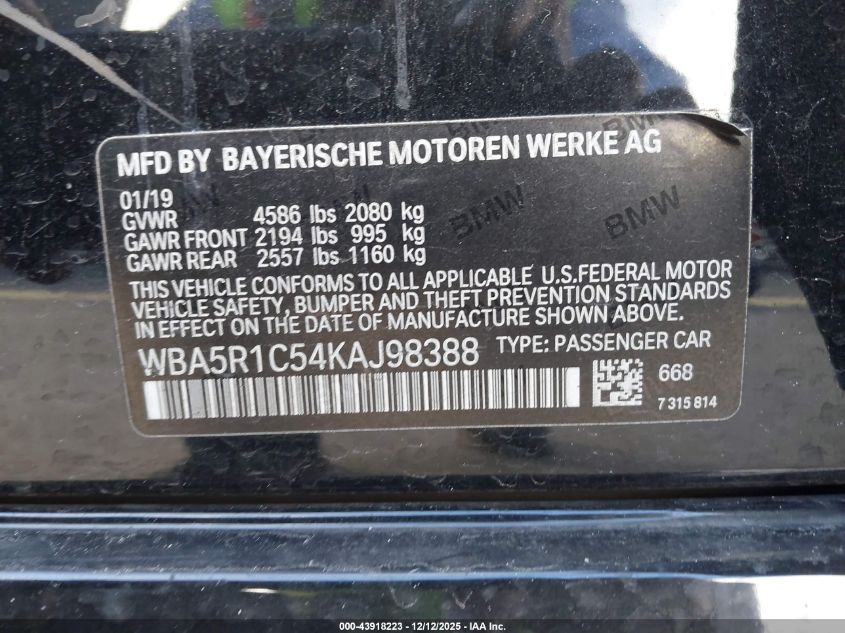 MFD BY BAYERISCHE MOTOREN WERKE AG
01/19
GVWR 4586 lbs 2080 kg
GAWR FRONT 2194 lbs 995 kg
GAWR REAR 2557 lbs 1160 kg
THIS VEHICLE CONFORMS TO ALL APPLICABLE U.S.FEDERAL MOTOR
VEHICLE SAFETY, BUMPER AND THEFT PREVENTION STANDARDS
IN EFFECT ON THE DATE OF MANUFACTURE SHOWN ABOVE.
WBA5R1C54KAJ98388 TYPE: PASSENGER CAR
668
7 315 814
BMW BMW
000-43918223 - 12/12/2025 - IAA Inc.